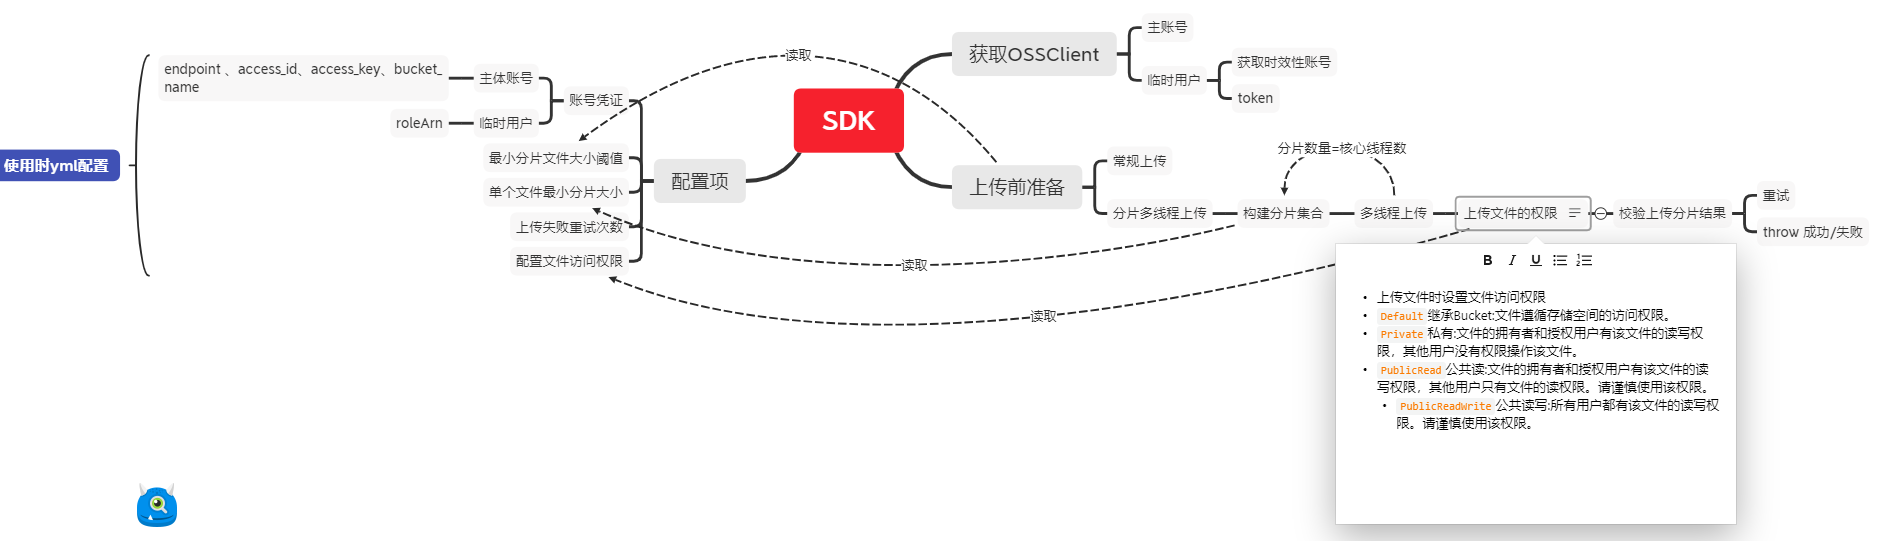 使用时yml配置
endpoint 、access_id、access_key、bucket_
name
主体账号
roleArn
临时用户
账号凭证
最小分片文件大小阈值
单个文件最小分片大小
上传失败重试次数
配置文件访问权限
配置项
读取
读取
读取
SDK
获取OSSClient
主账号
临时用户
获取时效性账号
token
上传前准备
常规上传
分片多线程上传
构建分片集合
分片数量=核心线程数
多线程上传
上传文件的权限
校验上传分片结果
重试
throw 成功/失败
B I U
• 上传文件时设置文件访问权限
• Default 继承Bucket:文件遵循存储空间的访问权限。
• Private 私有:文件的拥有者和授权用户有该文件的读写权
限，其他用户没有权限操作该文件。
• PublicRead 公共读:文件的拥有者和授权用户有该文件的读
写权限，其他用户只有文件的读权限。请谨慎使用该权限。
• PublicReadWrite 公共读写:所有用户都有该文件的读写权
限。请谨慎使用该权限。